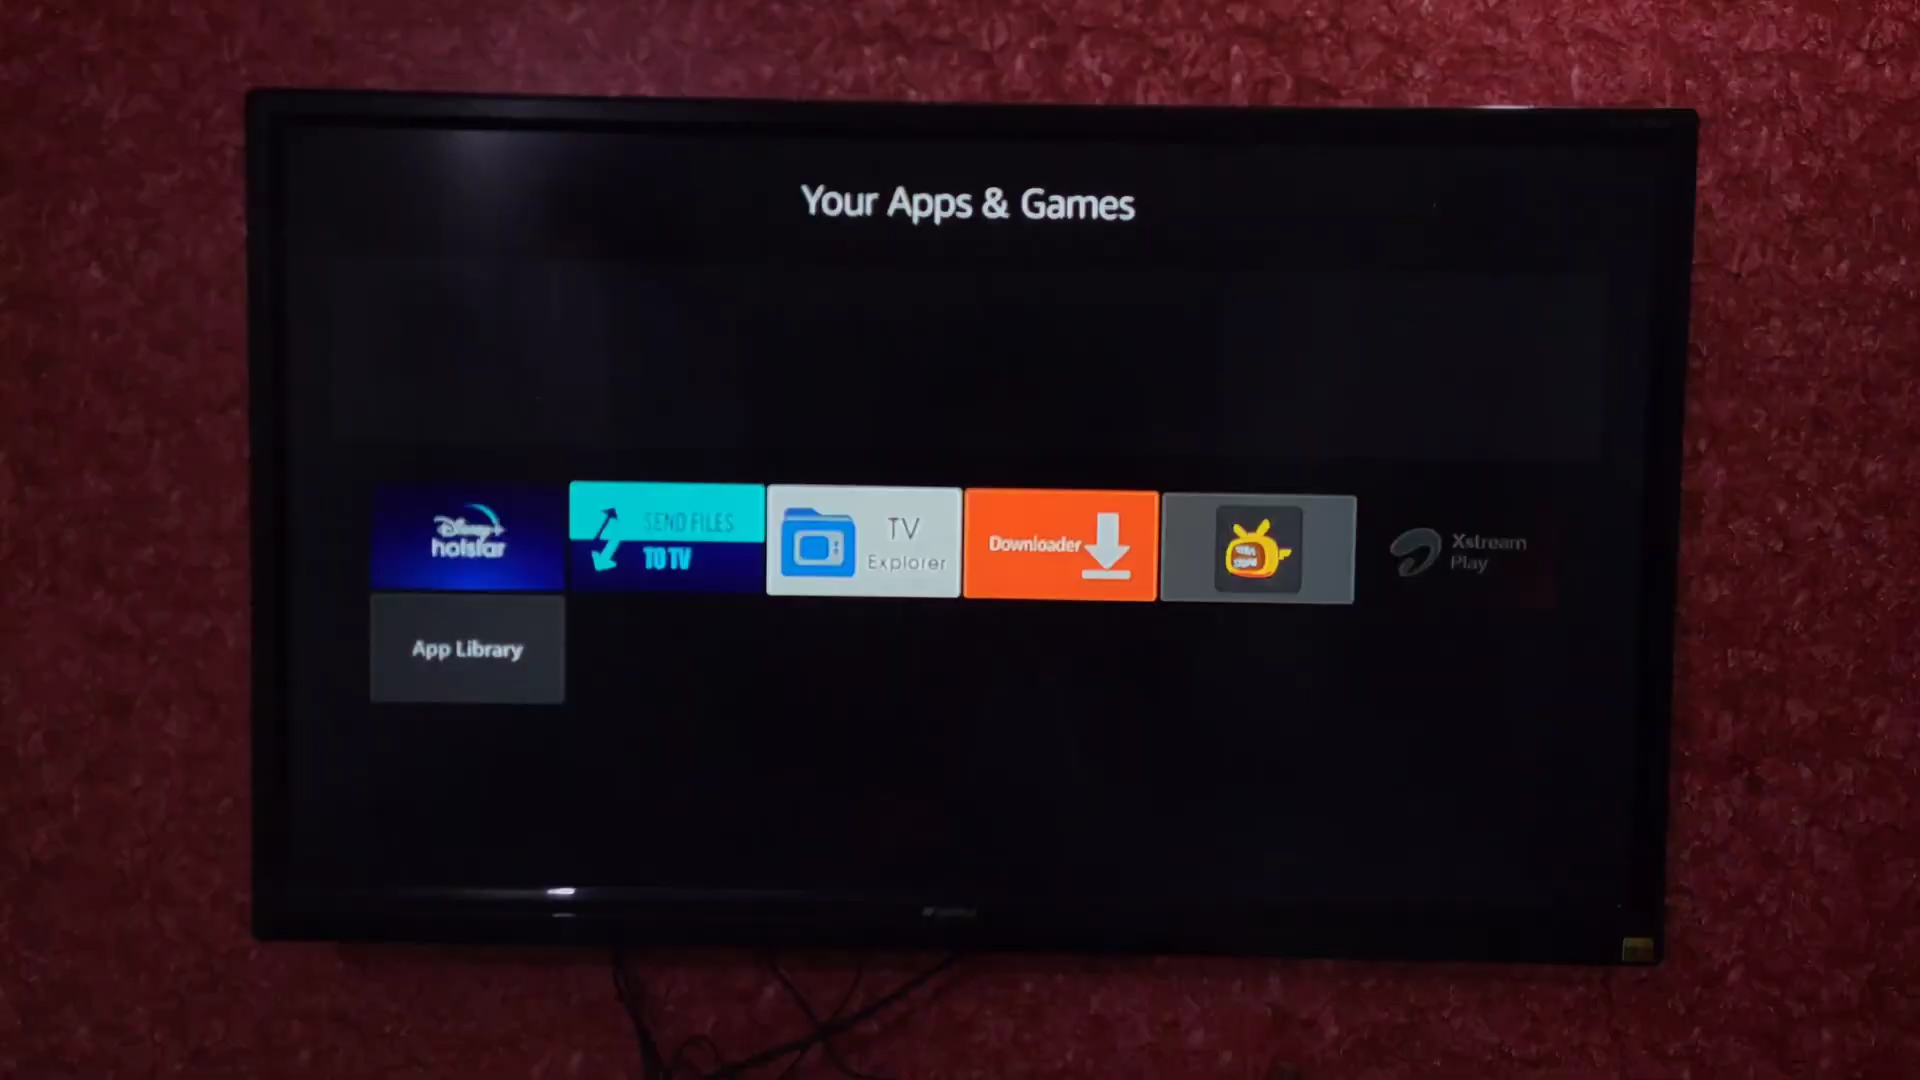 Your Apps & Games
Disney+
hotstar
SEND FILES
TO TV
TV
Explorer
Downloader
Xstream
Play
App Library